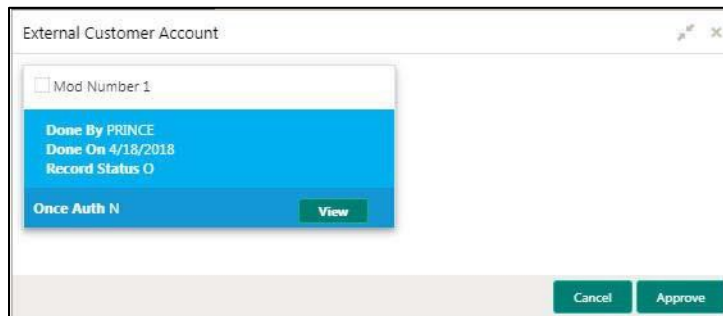 External Customer Account
Mod Number 1
Done By PRINCE
Done On 4/18/2018
Record Status O
Once Auth N
View
Cancel
Approve